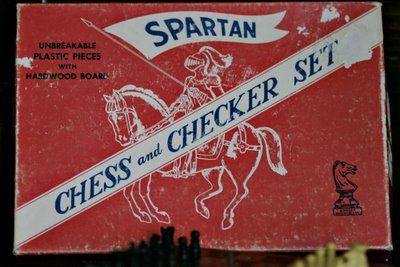 SPARTAN
UNBREAKABLE
PLASTIC PIECES
WITH
HARDWOOD BOARD
CHESS and CHECKER SET